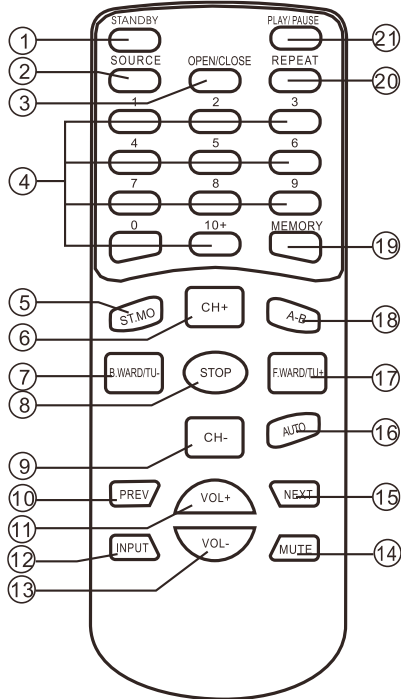 STANDBY PLAY/PAUSE
1 21
SOURCE OPEN/CLOSE REPEAT
2 20
3
1 2 3
4 5 6
4
7 8 9
0 10+ MEMORY
19
5 ST.MO CH+ A-B 18
6
7 B.WARD/TU- STOP F.WARD/TU+ 17
8
9 CH- AUTO 16
10 PREV VOL+ NEXT 15
11
12 INPUT VOL- MUTE 14
13